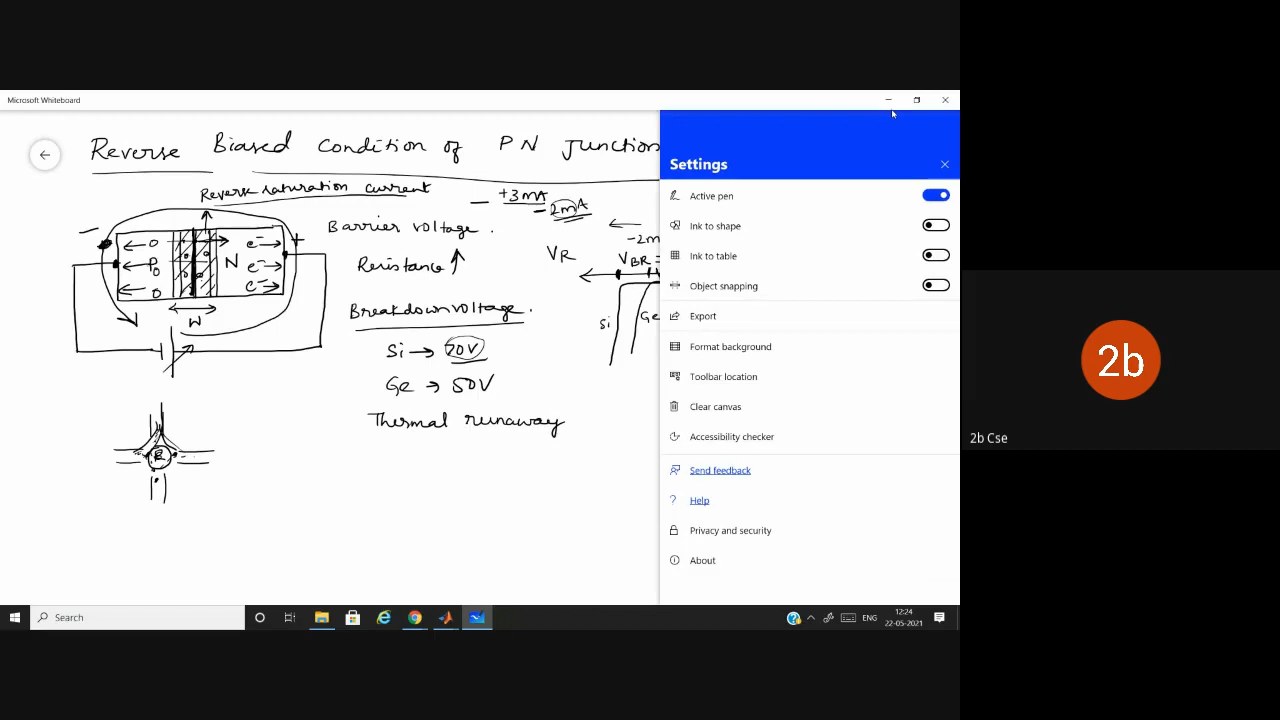 Microsoft Whiteboard
Reverse Biased Condition of PN Junction
Reverse saturation current
+3mA
-2mA
Barrier voltage.
-2m
VR
VBR =
Resistance ↑
Breakdown voltage.
Si → 70V
Ge → 50V
Thermal runaway
- +
o e-
Po N e-
o e-
W
R
Si Ge
Settings
Active pen
Ink to shape
Ink to table
Object snapping
Export
Format background
Toolbar location
Clear canvas
Accessibility checker
Send feedback
Help
Privacy and security
About
2b
2b Cse
Search
ENG
12:24
22-05-2021